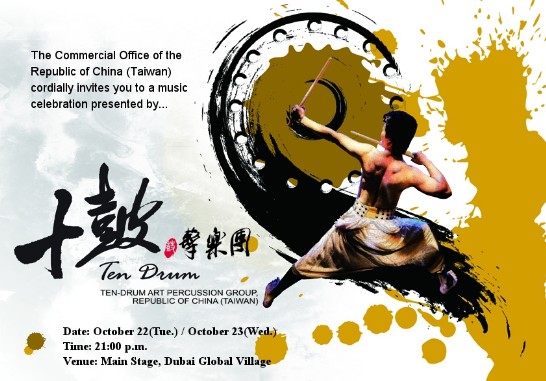 The Commercial Office of the
Republic of China (Taiwan)
cordially invites you to a music
celebration presented by...
十鼓
擊樂團
Ten Drum
TEN-DRUM ART PERCUSSION GROUP,
REPUBLIC OF CHINA (TAIWAN)
Date: October 22(Tue.) / October 23(Wed.)
Time: 21:00 p.m.
Venue: Main Stage, Dubai Global Village